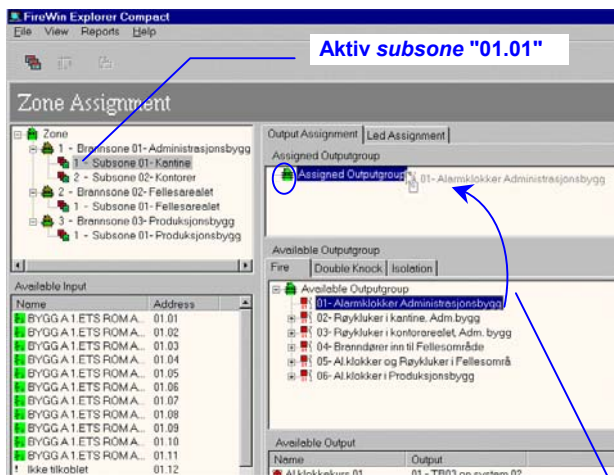 FireWin Explorer Compact
File View Reports Help
Aktiv subsone "01.01"
Zone Assignment
Zone
1 - Brannsone 01-Administrasjonsbygg
1 - Subsone 01-Kantine
2 - Subsone 02-Kontorer
2 - Brannsone 02-Fellesarealet
1 - Subsone 01-Fellesarealet
3 - Brannsone 03-Produksjonsbygg
1 - Subsone 01-Produksjonsbygg
Output Assignment Led Assignment
Assigned Outputgroup
Assigned Outputgroup 01- Alarmklokker Administrasjonsbygg
Available Outputgroup
Fire Double Knock Isolation
Available Outputgroup
01- Alarmklokker Administrasjonsbygg
02- Røykluker i kantine, Adm.bygg
03- Røykluker i kontorarealet, Adm. bygg
04- Branndører inn til Fellesområde
05- Al.klokker og Røykluker i Fellesområ
06- Al.klokker i Produksjonsbygg
Available Input
Name Address
BYGG A 1.ETS ROM A... 01.01
BYGG A 1.ETS ROM A... 01.02
BYGG A 1.ETS ROM A... 01.03
BYGG A 1.ETS ROM A... 01.04
BYGG A 1.ETS ROM A... 01.05
BYGG A 1.ETS ROM A... 01.06
BYGG A 1.ETS ROM A... 01.07
BYGG A 1.ETS ROM A... 01.08
BYGG A 1.ETS ROM A... 01.09
BYGG A 1.ETS ROM A... 01.10
BYGG A 1.ETS ROM A... 01.11
Ikke tilkoblet 01.12
Available Output
Name Output
Al.klokkekurs 01 01 - TB03 on system 02